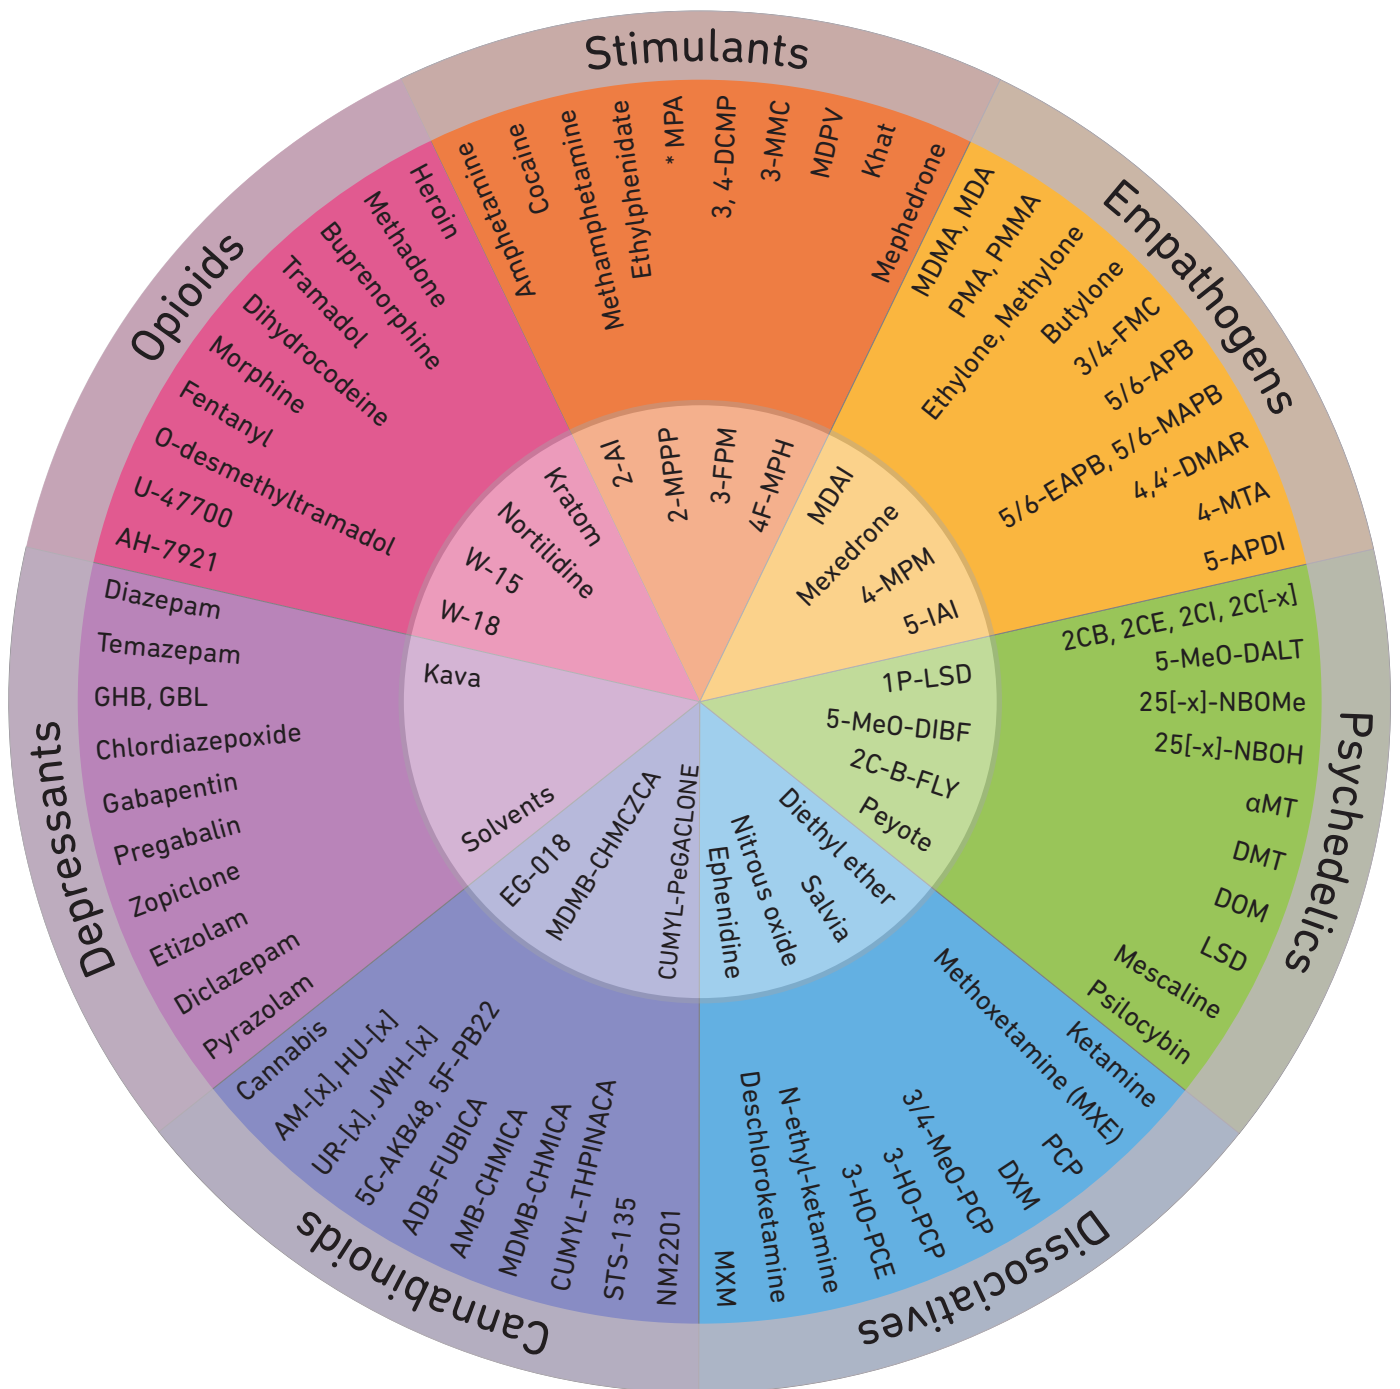 Stimulants
Amphetamine
Cocaine
Methamphetamine
Ethylphenidate
* MPA
3, 4-DCMP
3-MMC
MDPV
Khat
Mephedrone
2-AI
2-MPPP
3-FPM
4F-MPH
Empathogens
MDMA, MDA
PMA, PMMA
Ethylone, Methylone
Butylone
3/4-FMC
5/6-APB
5/6-EAPB, 5/6-MAPB
4,4’-DMAR
4-MTA
5-APDI
MDAI
Mexedrone
4-MPM
5-IAI
Psychedelics
2CB, 2CE, 2CI, 2C[-x]
5-MeO-DALT
25[-x]-NBOMe
25[-x]-NBOH
αMT
DMT
DOM
LSD
Mescaline
Psilocybin
1P-LSD
5-MeO-DIBF
2C-B-FLY
Peyote
Dissociatives
Ketamine
Methoxetamine (MXE)
PCP
DXM
3/4-MeO-PCP
3-HO-PCP
3-HO-PCE
N-ethyl-ketamine
Deschloroketamine
MXM
Diethyl ether
Salvia
Nitrous oxide
Ephenidine
Cannabinoids
Cannabis
AM-[x], HU-[x]
UR-[x], JWH-[x]
5C-AKB48, 5F-PB22
ADB-FUBICA
AMB-CHMICA
MDMB-CHMICA
CUMYL-THPINACA
STS-135
NM2201
EG-018
MDMB-CHMCZCA
CUMYL-PeGACLONE
Depressants
Diazepam
Temazepam
GHB, GBL
Chlordiazepoxide
Gabapentin
Pregabalin
Zopiclone
Etizolam
Diclazepam
Pyrazolam
Kava
Solvents
Opioids
Heroin
Methadone
Buprenorphine
Tramadol
Dihydrocodeine
Morphine
Fentanyl
O-desmethyltramadol
U-47700
AH-7921
Kratom
Nortilidine
W-15
W-18